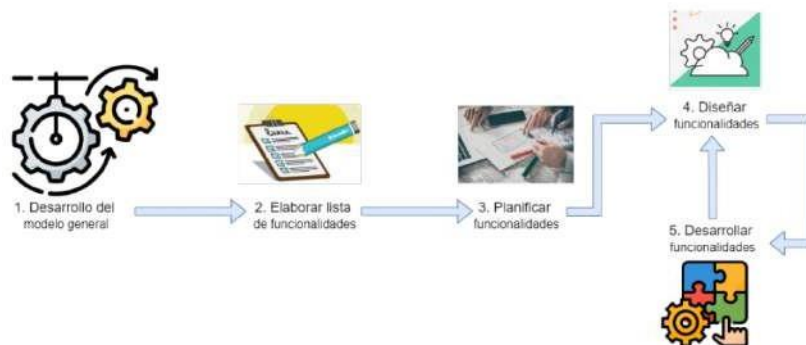 1. Desarrollo del
modelo general
2. Elaborar lista
de funcionalidades
3. Planificar
funcionalidades
4. Diseñar
funcionalidades
5. Desarrollar
funcionalidades